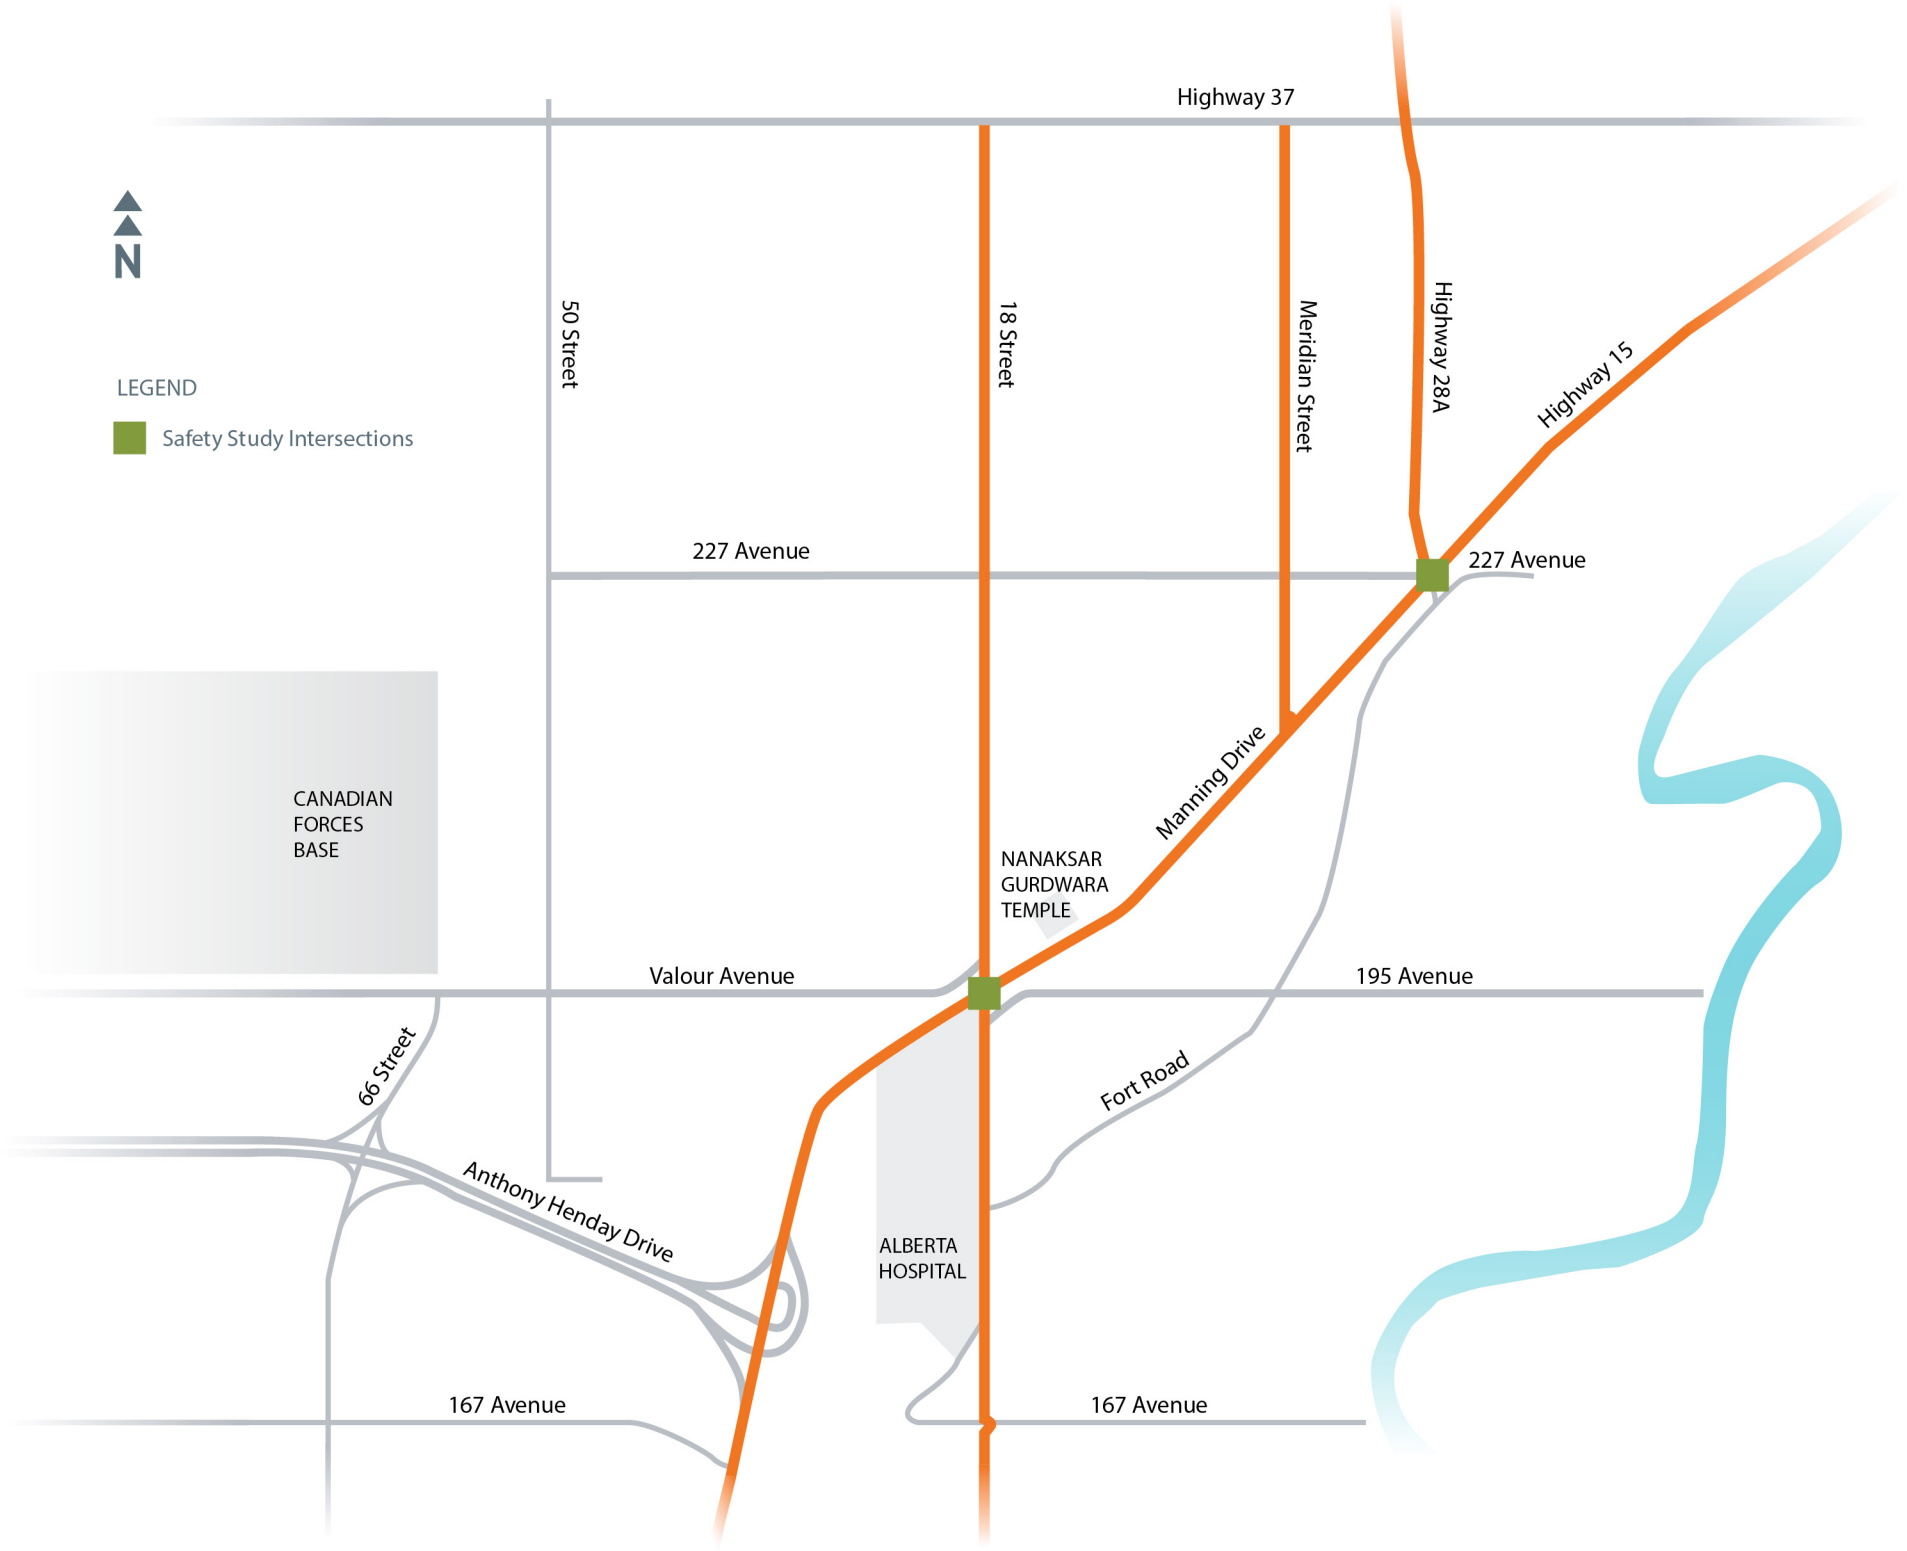 Highway 37
N
50 Street
18 Street
Meridian Street
Highway 28A
Highway 15
LEGEND
Safety Study Intersections
227 Avenue
227 Avenue
Manning Drive
CANADIAN
FORCES
BASE
NANAKSAR
GURDWARA
TEMPLE
Valour Avenue
195 Avenue
66 Street
Fort Road
Anthony Henday Drive
ALBERTA
HOSPITAL
167 Avenue
167 Avenue